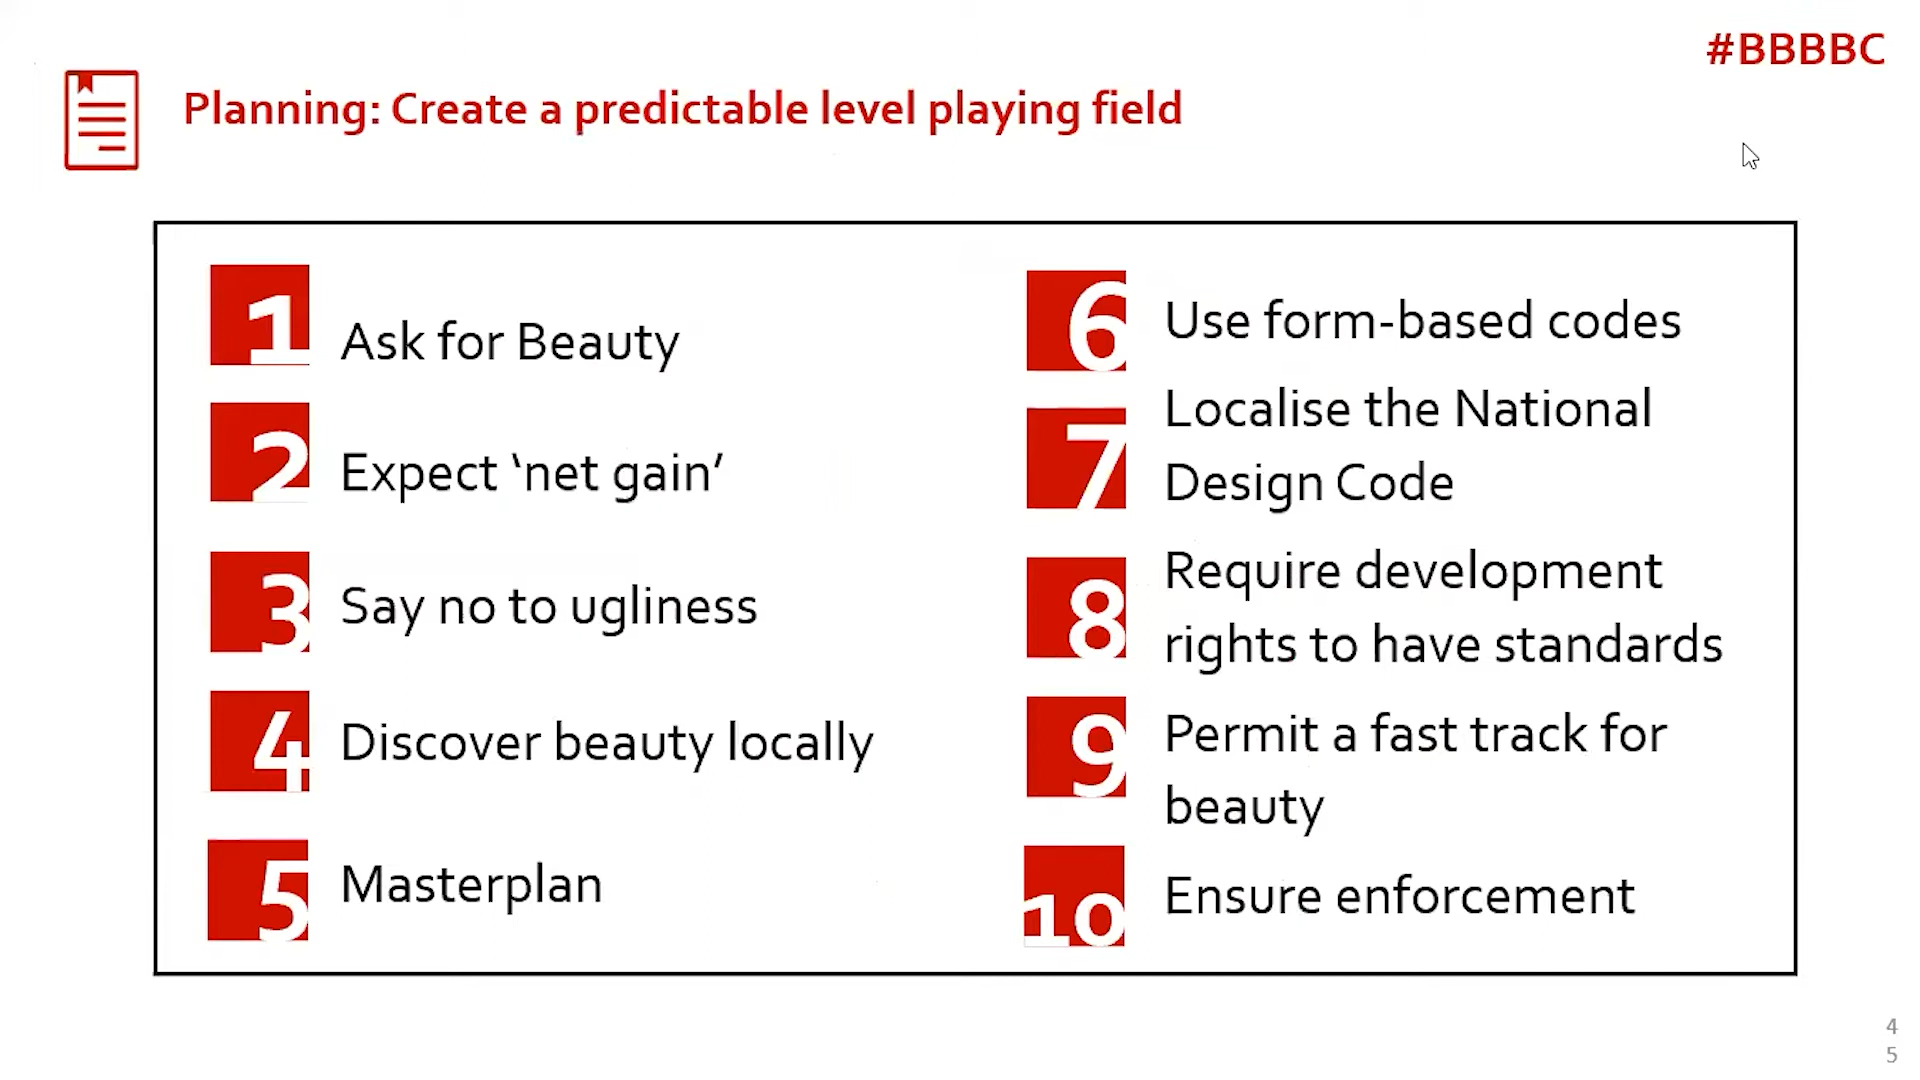 #BBBBC
Planning: Create a predictable level playing field
1 Ask for Beauty
2 Expect ‘net gain’
3 Say no to ugliness
4 Discover beauty locally
5 Masterplan
6 Use form-based codes
7 Localise the National
Design Code
8 Require development
rights to have standards
9 Permit a fast track for
beauty
10 Ensure enforcement
4
5